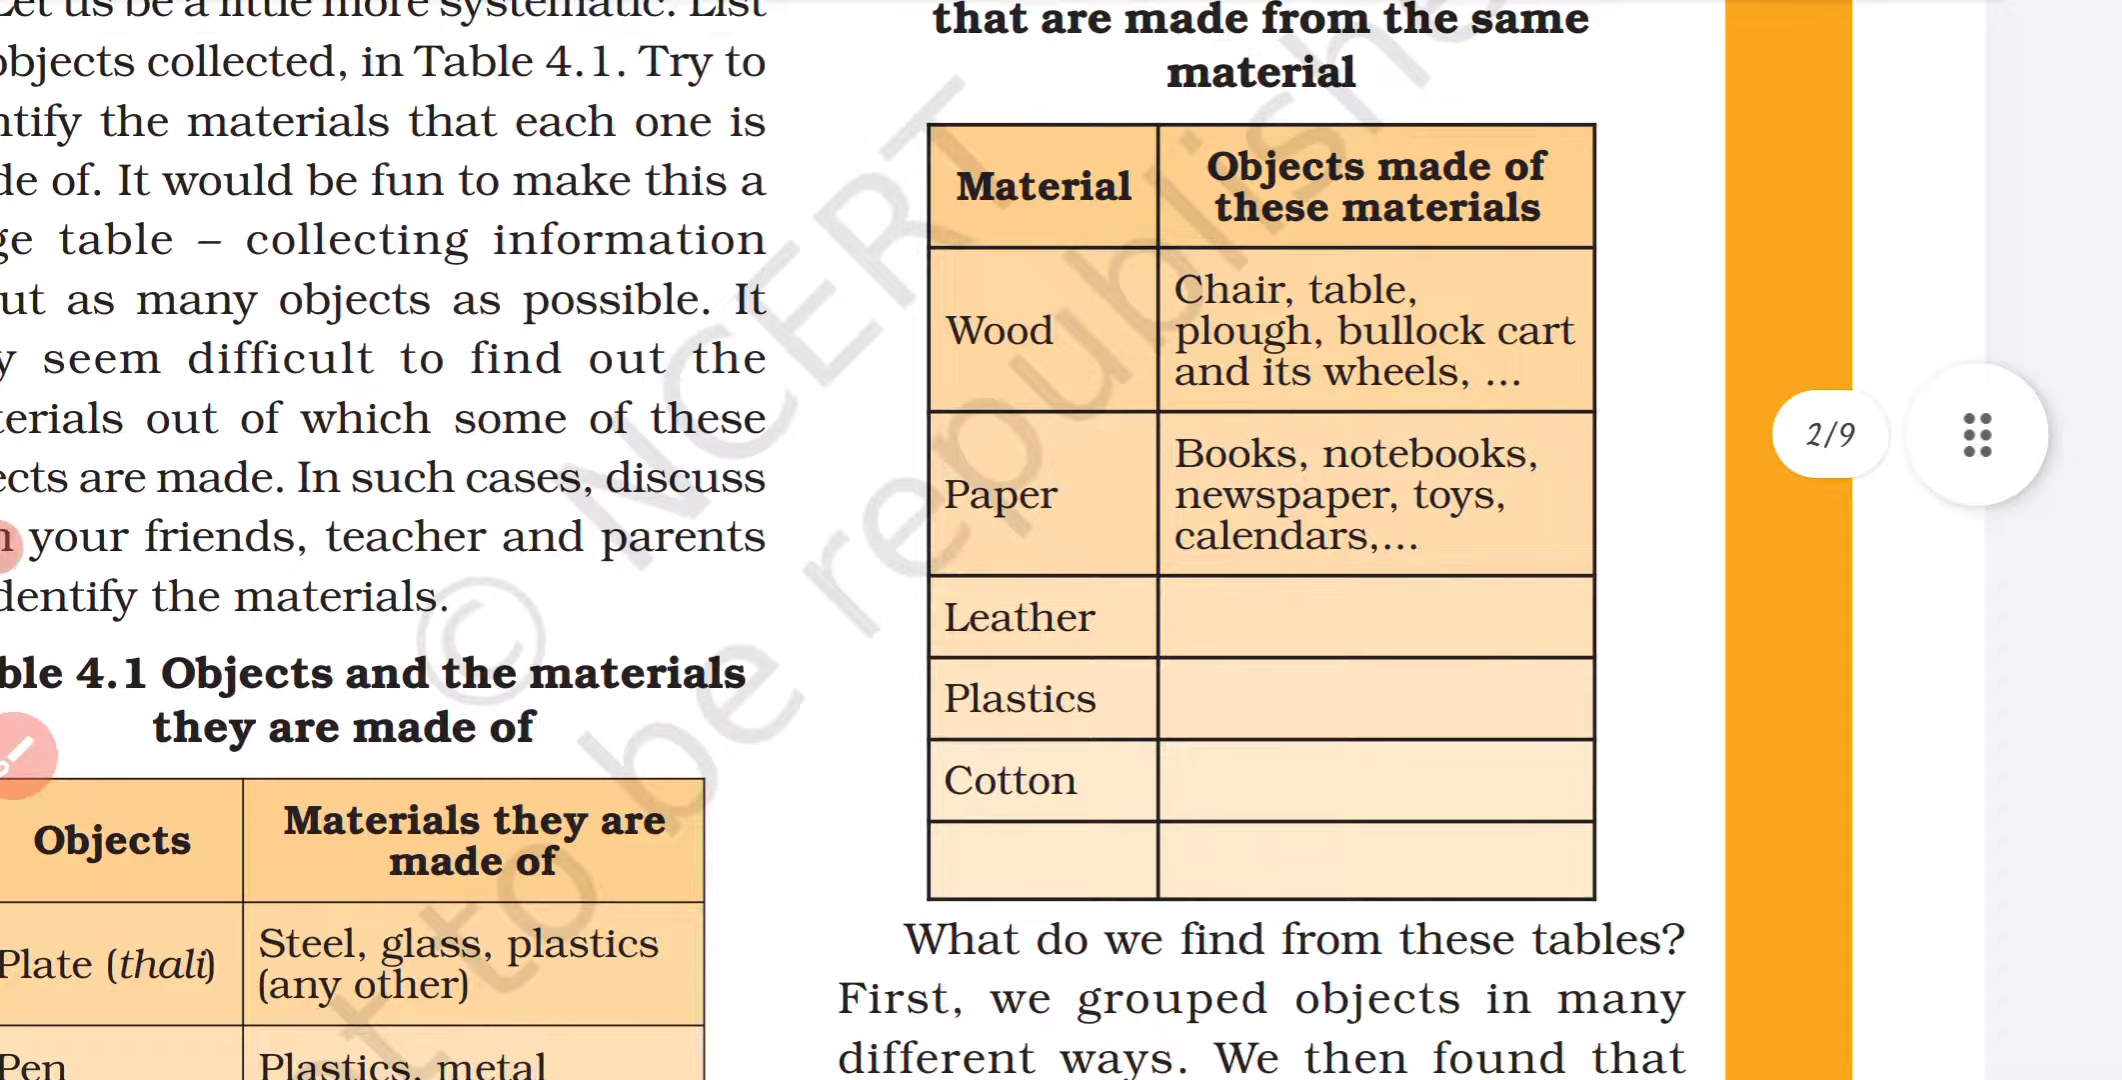 Let us be a little more systematic. List
objects collected, in Table 4.1. Try to
ntify the materials that each one is
de of. It would be fun to make this a
ge table – collecting information
ut as many objects as possible. It
y seem difficult to find out the
terials out of which some of these
ects are made. In such cases, discuss
h your friends, teacher and parents
dentify the materials.
ble 4.1 Objects and the materials
they are made of
Objects
Materials they are
made of
Plate (thali)
Steel, glass, plastics
(any other)
Pen
Plastics, metal
that are made from the same
material
Material
Objects made of
these materials
Wood
Chair, table,
plough, bullock cart
and its wheels, ...
Paper
Books, notebooks,
newspaper, toys,
calendars,...
Leather
Plastics
Cotton
What do we find from these tables?
First, we grouped objects in many
different ways. We then found that
© NCERT
be republishe
2/9